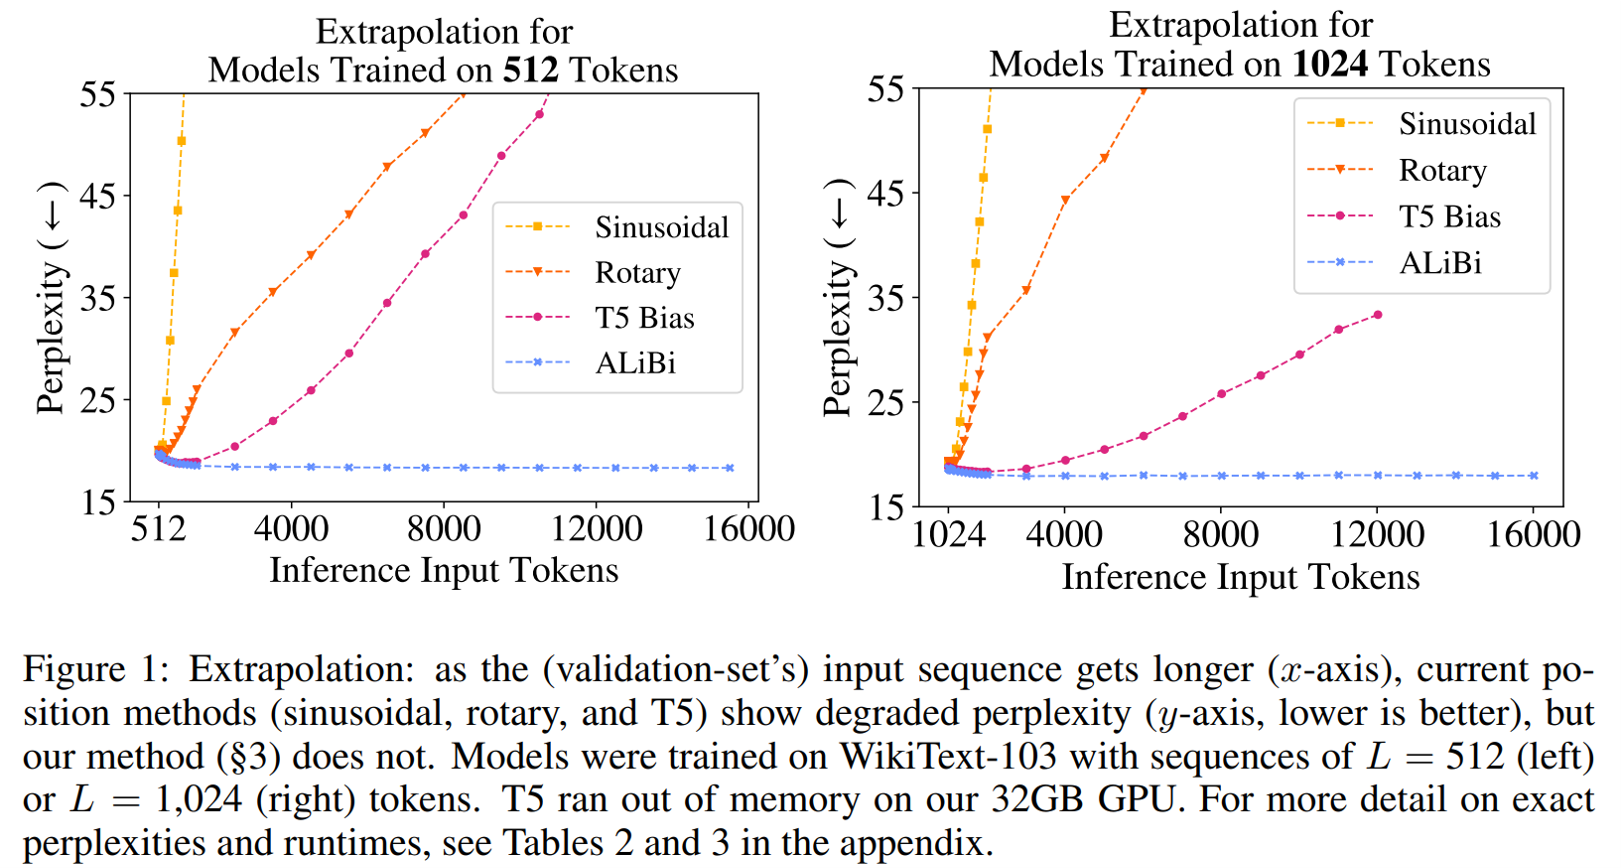 Extrapolation for
Models Trained on 512 Tokens
55
45
35
25
15
Perplexity (←)
Sinusoidal
Rotary
T5 Bias
ALiBi
512 4000 8000 12000 16000
Inference Input Tokens
Extrapolation for
Models Trained on 1024 Tokens
55
45
35
25
15
Perplexity (←)
Sinusoidal
Rotary
T5 Bias
ALiBi
1024 4000 8000 12000 16000
Inference Input Tokens
Figure 1: Extrapolation: as the (validation-set's) input sequence gets longer (x-axis), current po-
sition methods (sinusoidal, rotary, and T5) show degraded perplexity (y-axis, lower is better), but
our method (§3) does not. Models were trained on WikiText-103 with sequences of L = 512 (left)
or L = 1,024 (right) tokens. T5 ran out of memory on our 32GB GPU. For more detail on exact
perplexities and runtimes, see Tables 2 and 3 in the appendix.